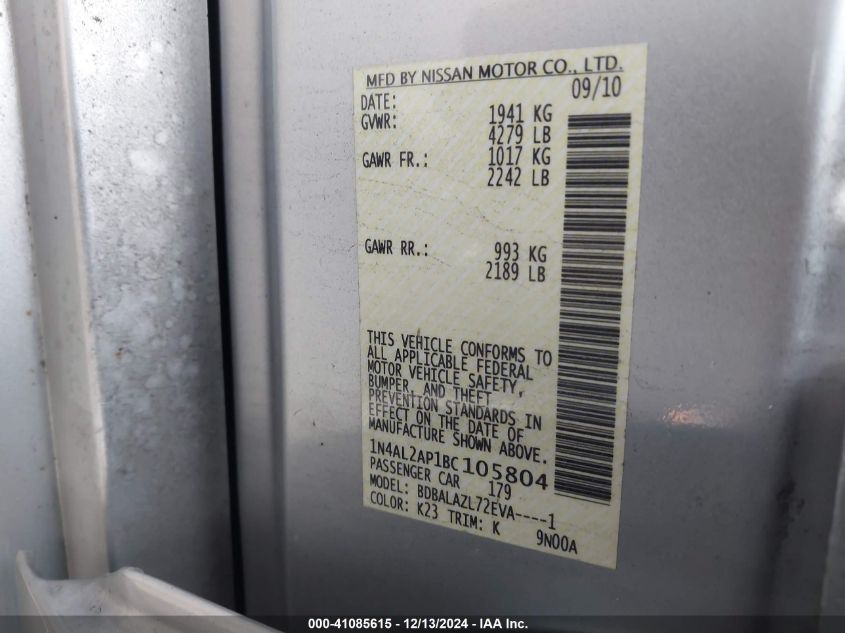 MFD BY NISSAN MOTOR CO., LTD.
DATE: 09/10
GVWR: 1941 KG
4279 LB
GAWR FR.: 1017 KG
2242 LB
GAWR RR.: 993 KG
2189 LB
THIS VEHICLE CONFORMS TO
ALL APPLICABLE FEDERAL
MOTOR VEHICLE SAFETY,
BUMPER, AND THEFT
PREVENTION STANDARDS IN
EFFECT ON THE DATE OF
MANUFACTURE SHOWN ABOVE.
1N4AL2AP1BC105804
PASSENGER CAR 179
MODEL: BDBALAZL72EVA----1
COLOR: K23 TRIM: K 9N00A
000-41085615 - 12/13/2024 - IAA Inc.